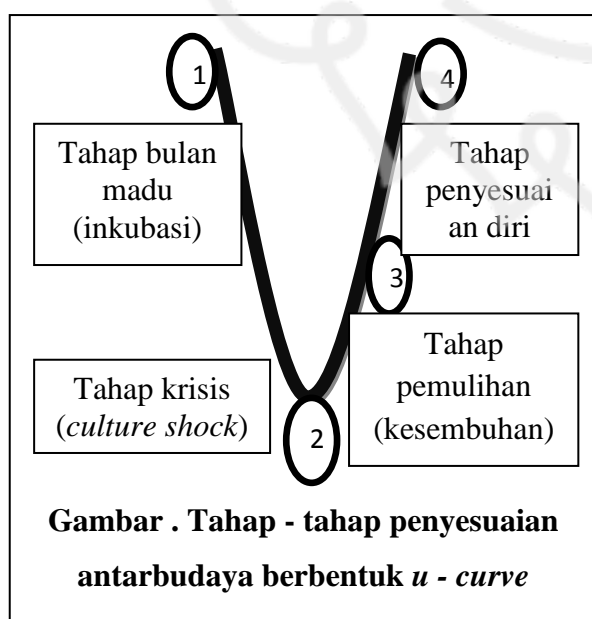 1
4
Tahap bulan
madu
(inkubasi)
Tahap
penyesuai
an diri
3
Tahap krisis
(culture shock)
Tahap
pemulihan
(kesembuhan)
2
Gambar . Tahap - tahap penyesuaian
antarbudaya berbentuk u - curve